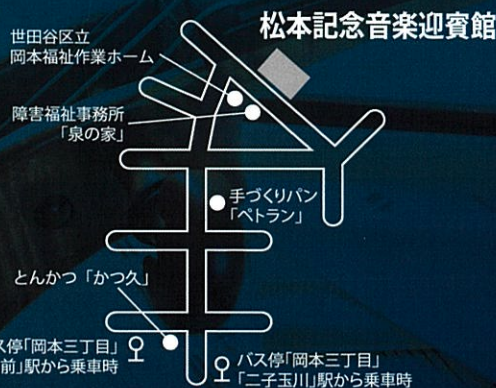 松本記念音楽迎賓館
世田谷区立
岡本福祉作業ホーム
障害福祉事務所
「泉の家」
手づくりパン
「ペトラン」
とんかつ「かつ久」
ス停「岡本三丁目」
前」駅から乗車時
バス停「岡本三丁目」
「二子玉川」駅から乗車時